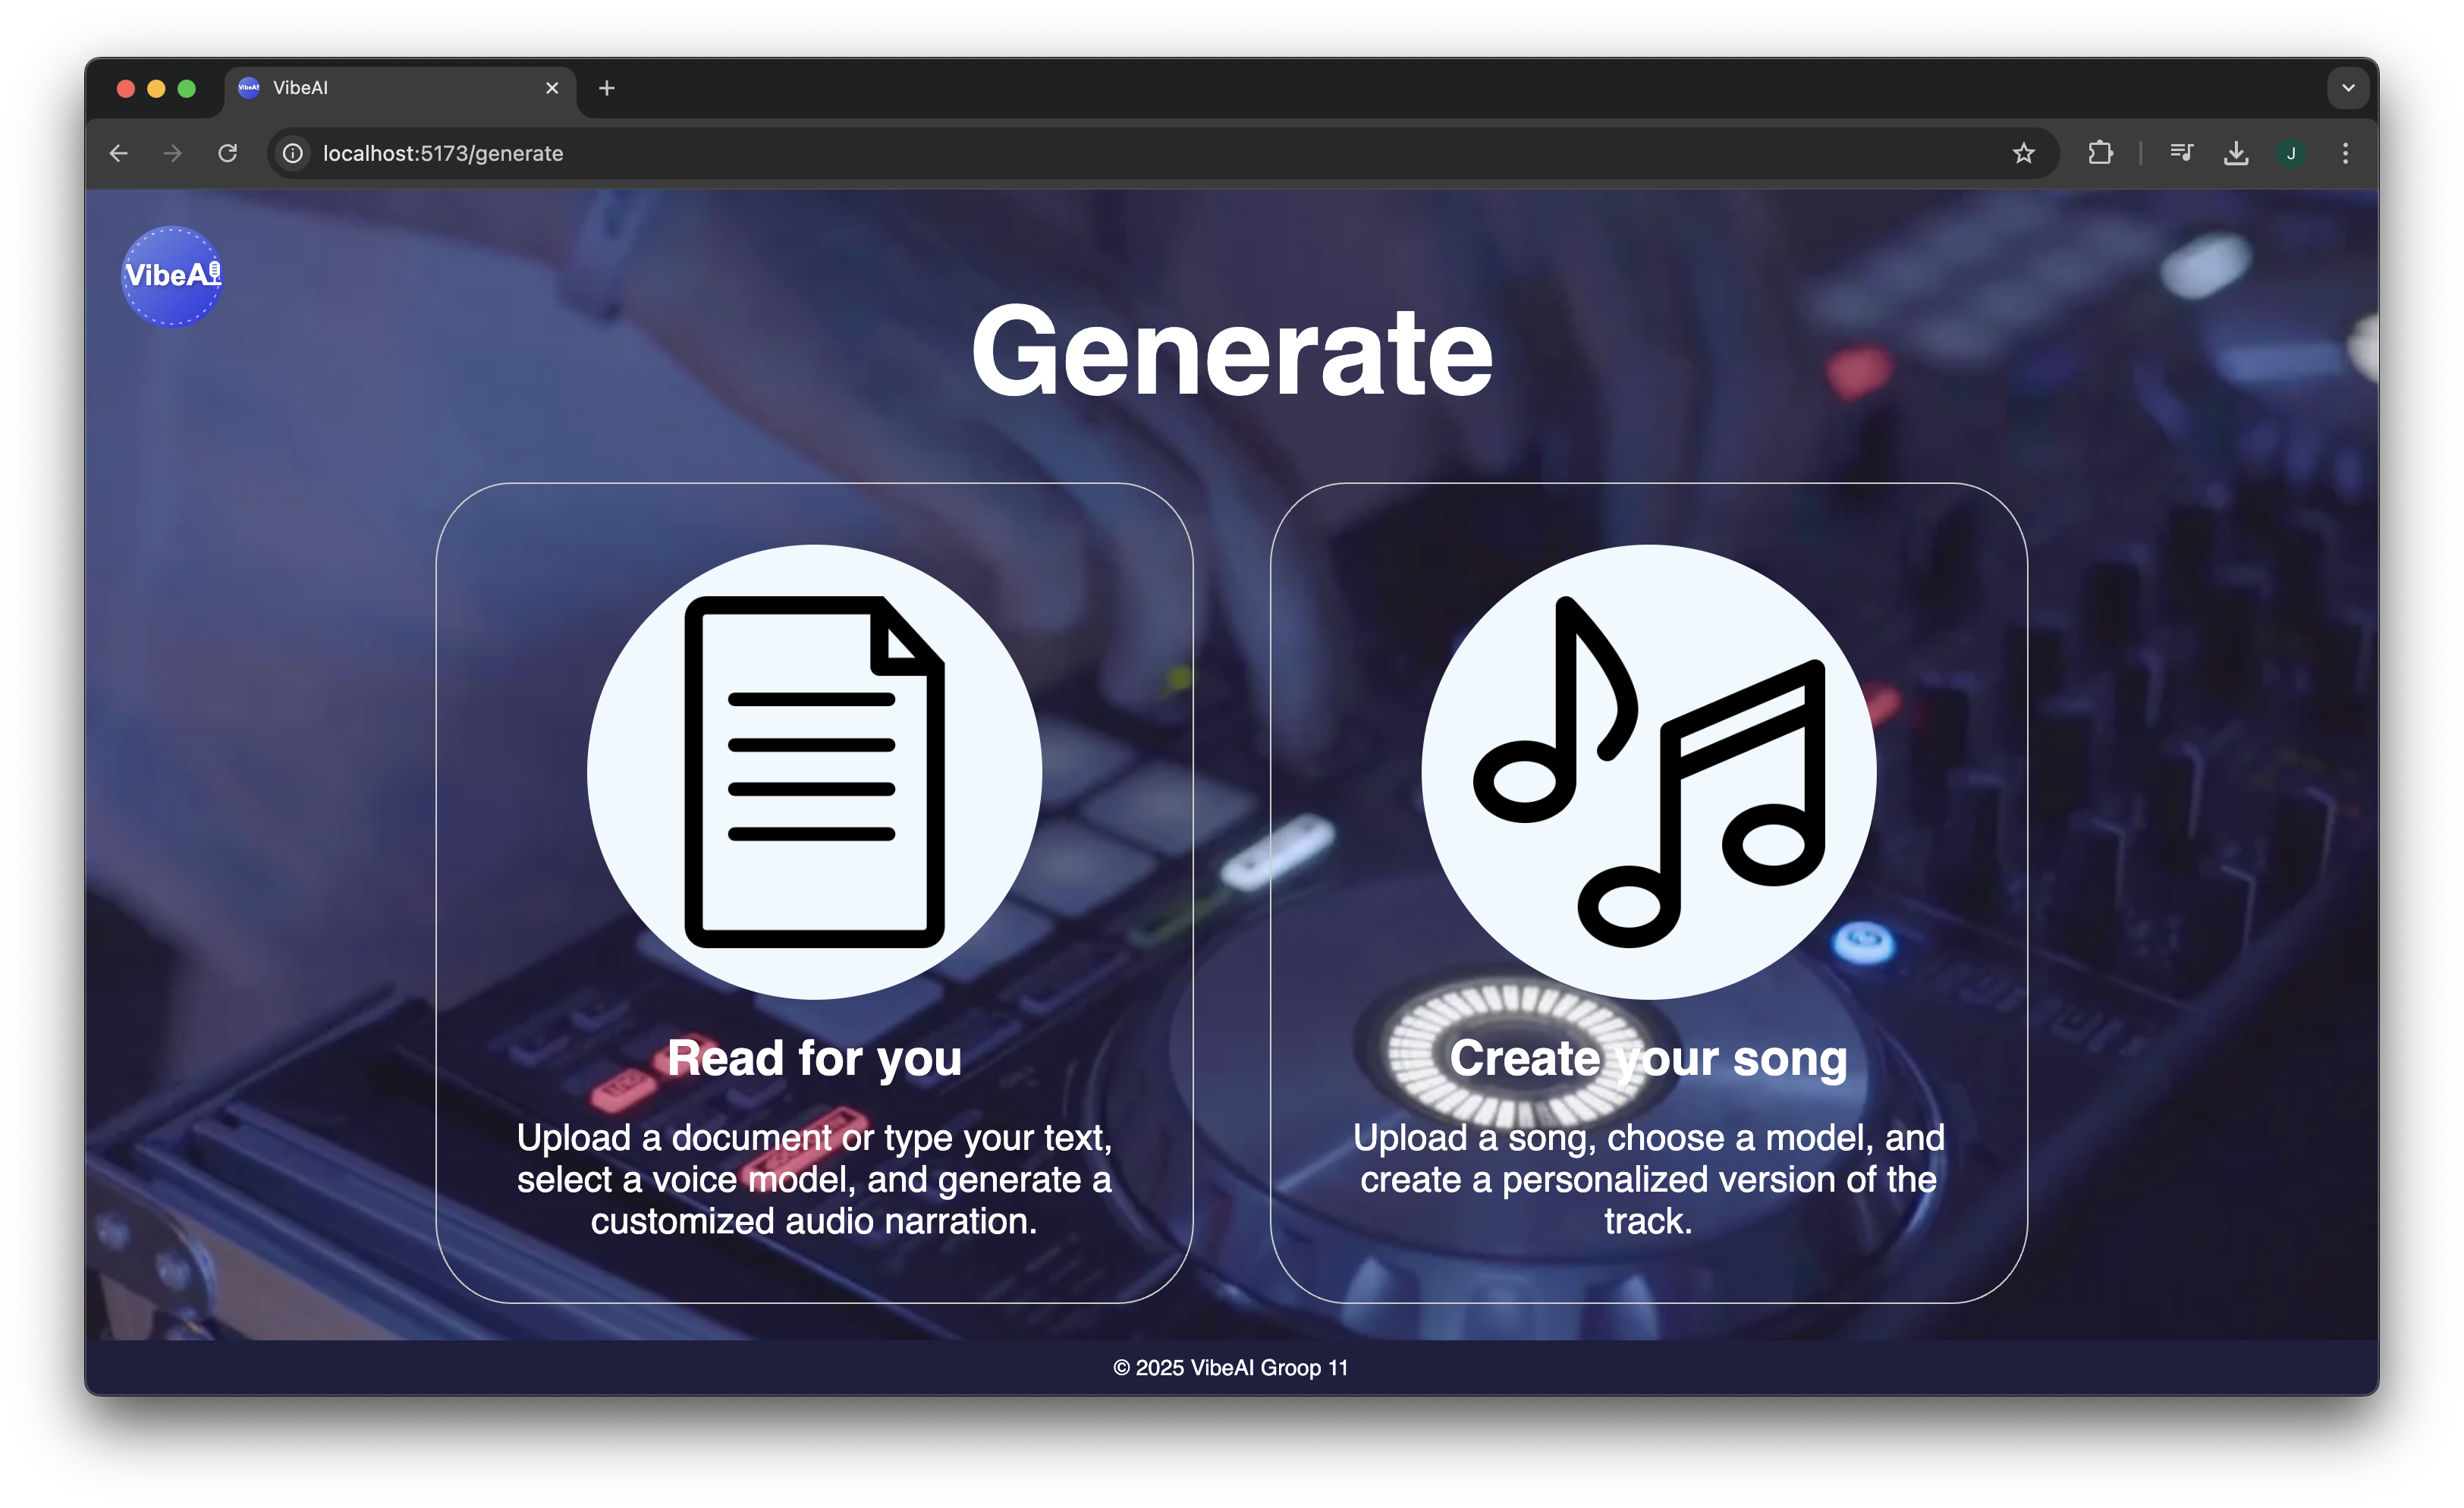 VibeAI
localhost:5173/generate
J
VibeAI
Generate
Read for you
Upload a document or type your text,
select a voice model, and generate a
customized audio narration.
Create your song
Upload a song, choose a model, and
create a personalized version of the
track.
© 2025 VibeAI Groop 11